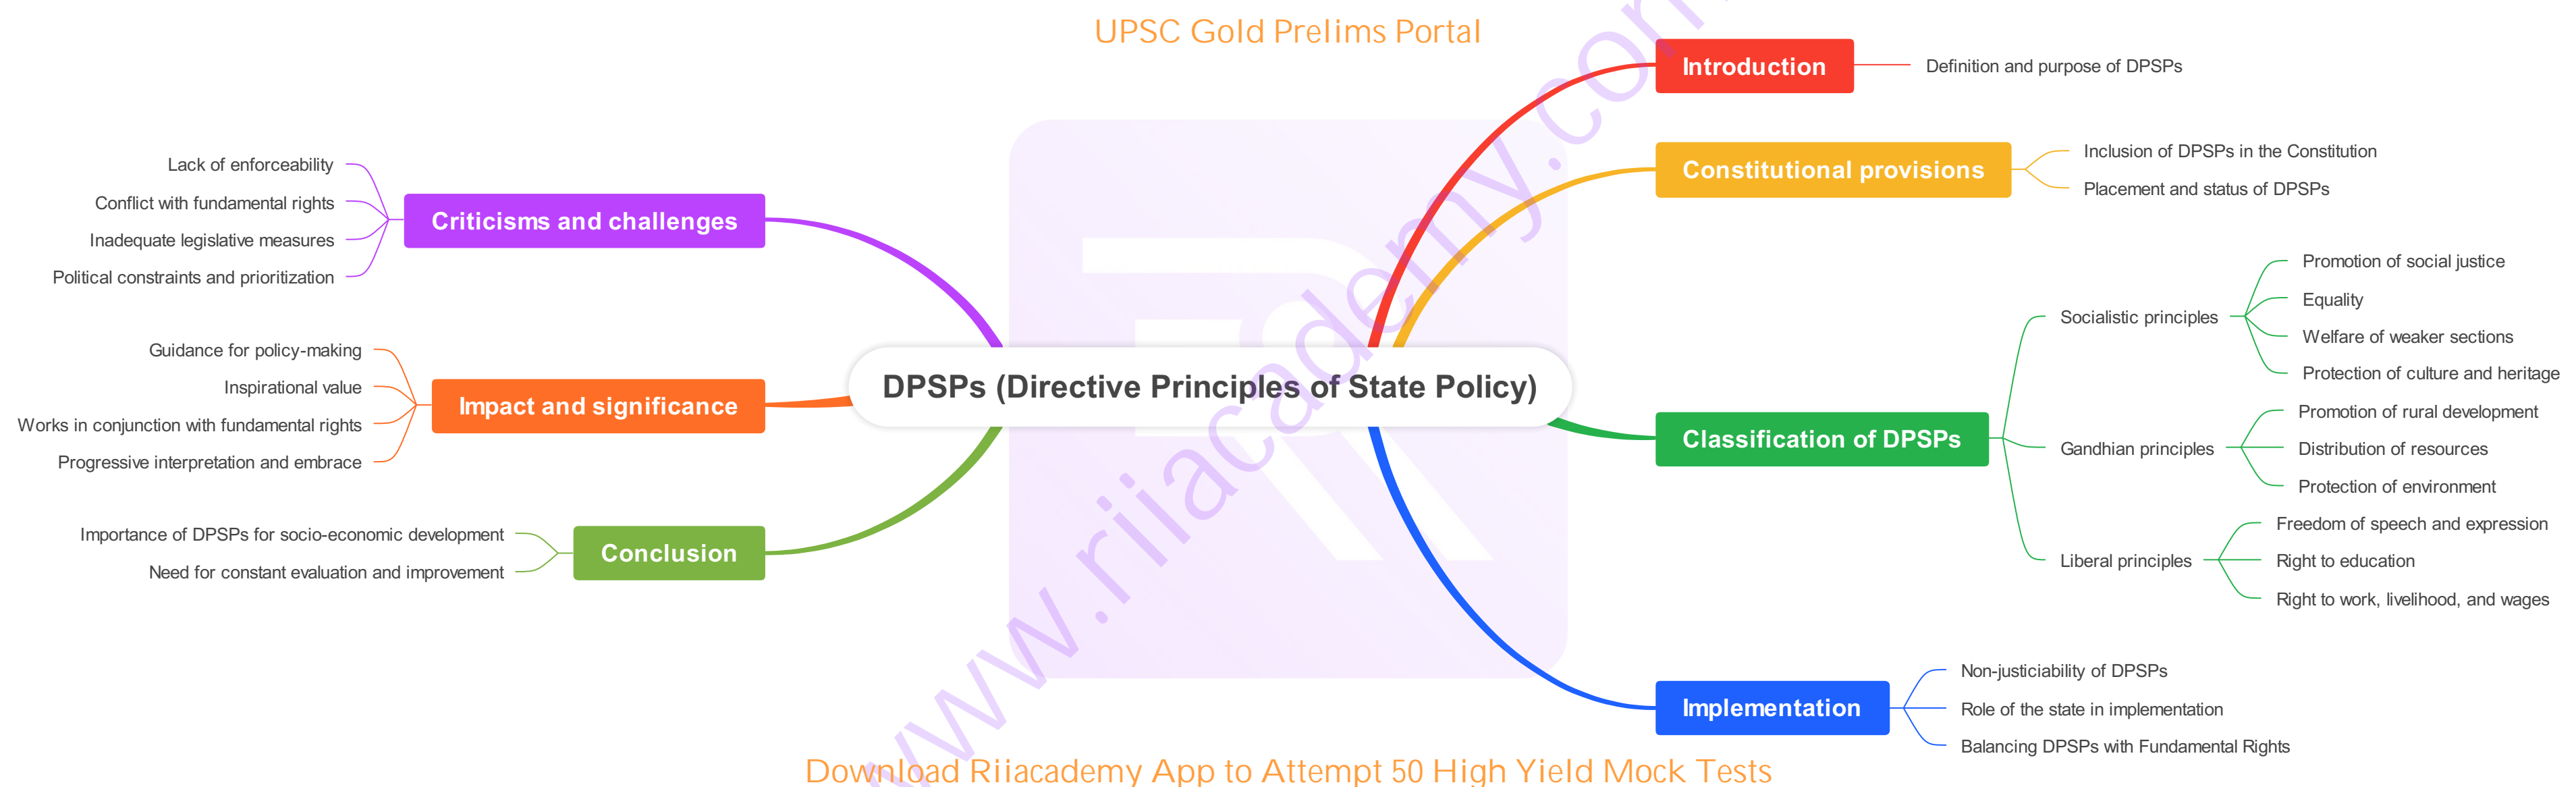 UPSC Gold Prelims Portal
DPSPs (Directive Principles of State Policy)
Introduction
Definition and purpose of DPSPs
Constitutional provisions
Inclusion of DPSPs in the Constitution
Placement and status of DPSPs
Classification of DPSPs
Socialistic principles
Promotion of social justice
Equality
Welfare of weaker sections
Protection of culture and heritage
Gandhian principles
Promotion of rural development
Distribution of resources
Protection of environment
Liberal principles
Freedom of speech and expression
Right to education
Right to work, livelihood, and wages
Implementation
Non-justiciability of DPSPs
Role of the state in implementation
Balancing DPSPs with Fundamental Rights
Criticisms and challenges
Lack of enforceability
Conflict with fundamental rights
Inadequate legislative measures
Political constraints and prioritization
Impact and significance
Guidance for policy-making
Inspirational value
Works in conjunction with fundamental rights
Progressive interpretation and embrace
Conclusion
Importance of DPSPs for socio-economic development
Need for constant evaluation and improvement
www.riiacademy.com
Download Riiacademy App to Attempt 50 High Yield Mock Tests